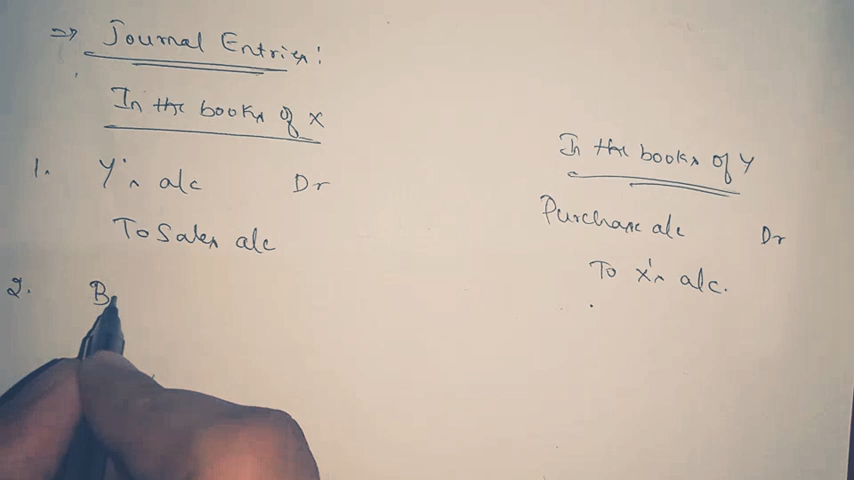 ⇒ Journal Entries:
In the books of X
1. Y's a/c Dr
To Sales a/c
2. B
In the books of Y
Purchase a/c Dr
To X's a/c.